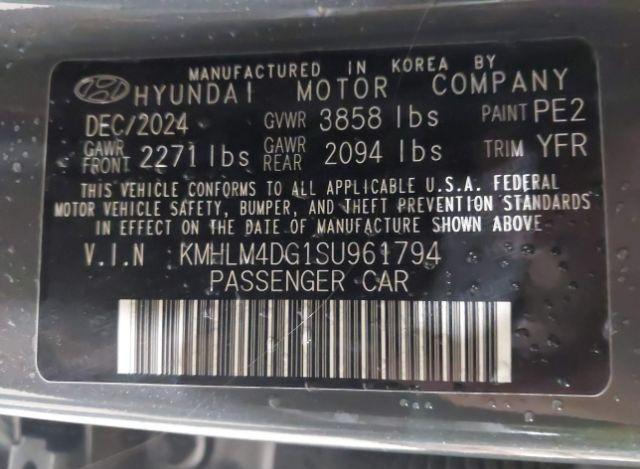 MANUFACTURED IN KOREA BY
HYUNDAI MOTOR COMPANY
DEC/2024 GVWR 3858 lbs PAINT PE2
GAWR FRONT 2271 lbs GAWR REAR 2094 lbs TRIM YFR
THIS VEHICLE CONFORMS TO ALL APPLICABLE U.S.A. FEDERAL
MOTOR VEHICLE SAFETY, BUMPER, AND THEFT PREVENTION STANDARDS
IN EFFECT ON THE DATE OF MANUFACTURE SHOWN ABOVE
V.I.N KMHLM4DG1SU961794
PASSENGER CAR